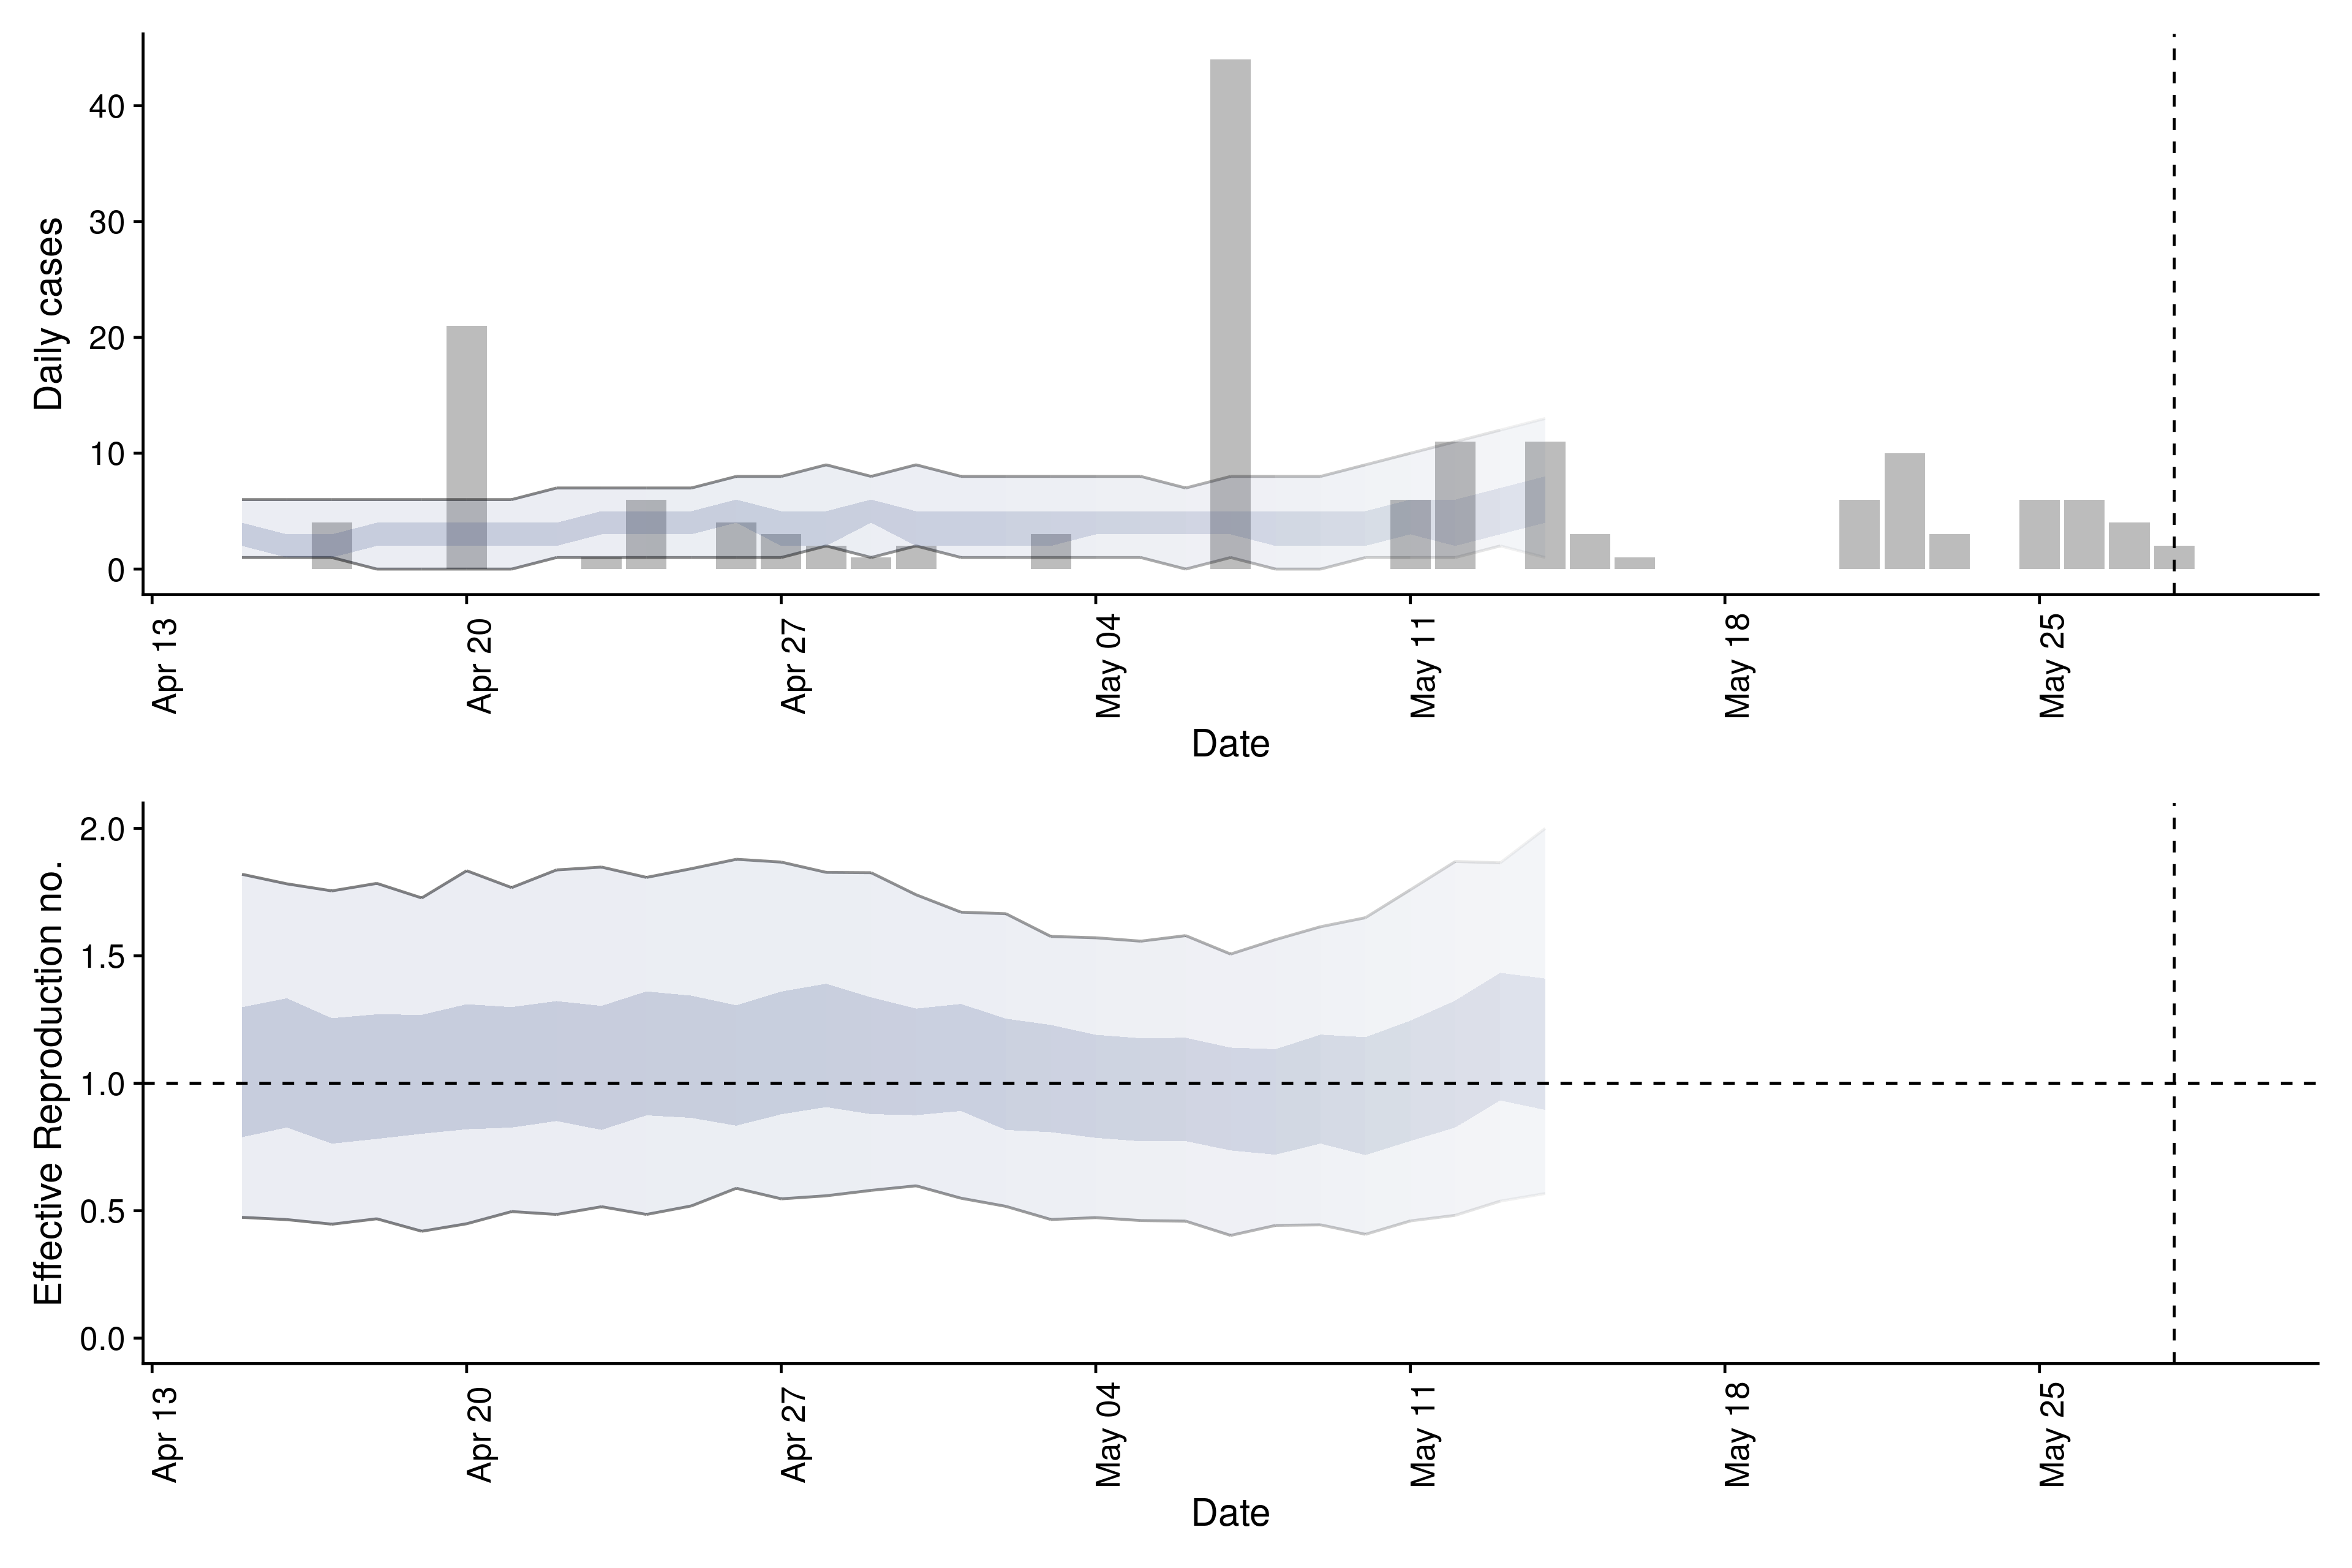 Daily cases
40
30
20
10
0
Apr 13
Apr 20
Apr 27
May 04
May 11
May 18
May 25
Date
Effective Reproduction no.
2.0
1.5
1.0
0.5
0.0
Apr 13
Apr 20
Apr 27
May 04
May 11
May 18
May 25
Date